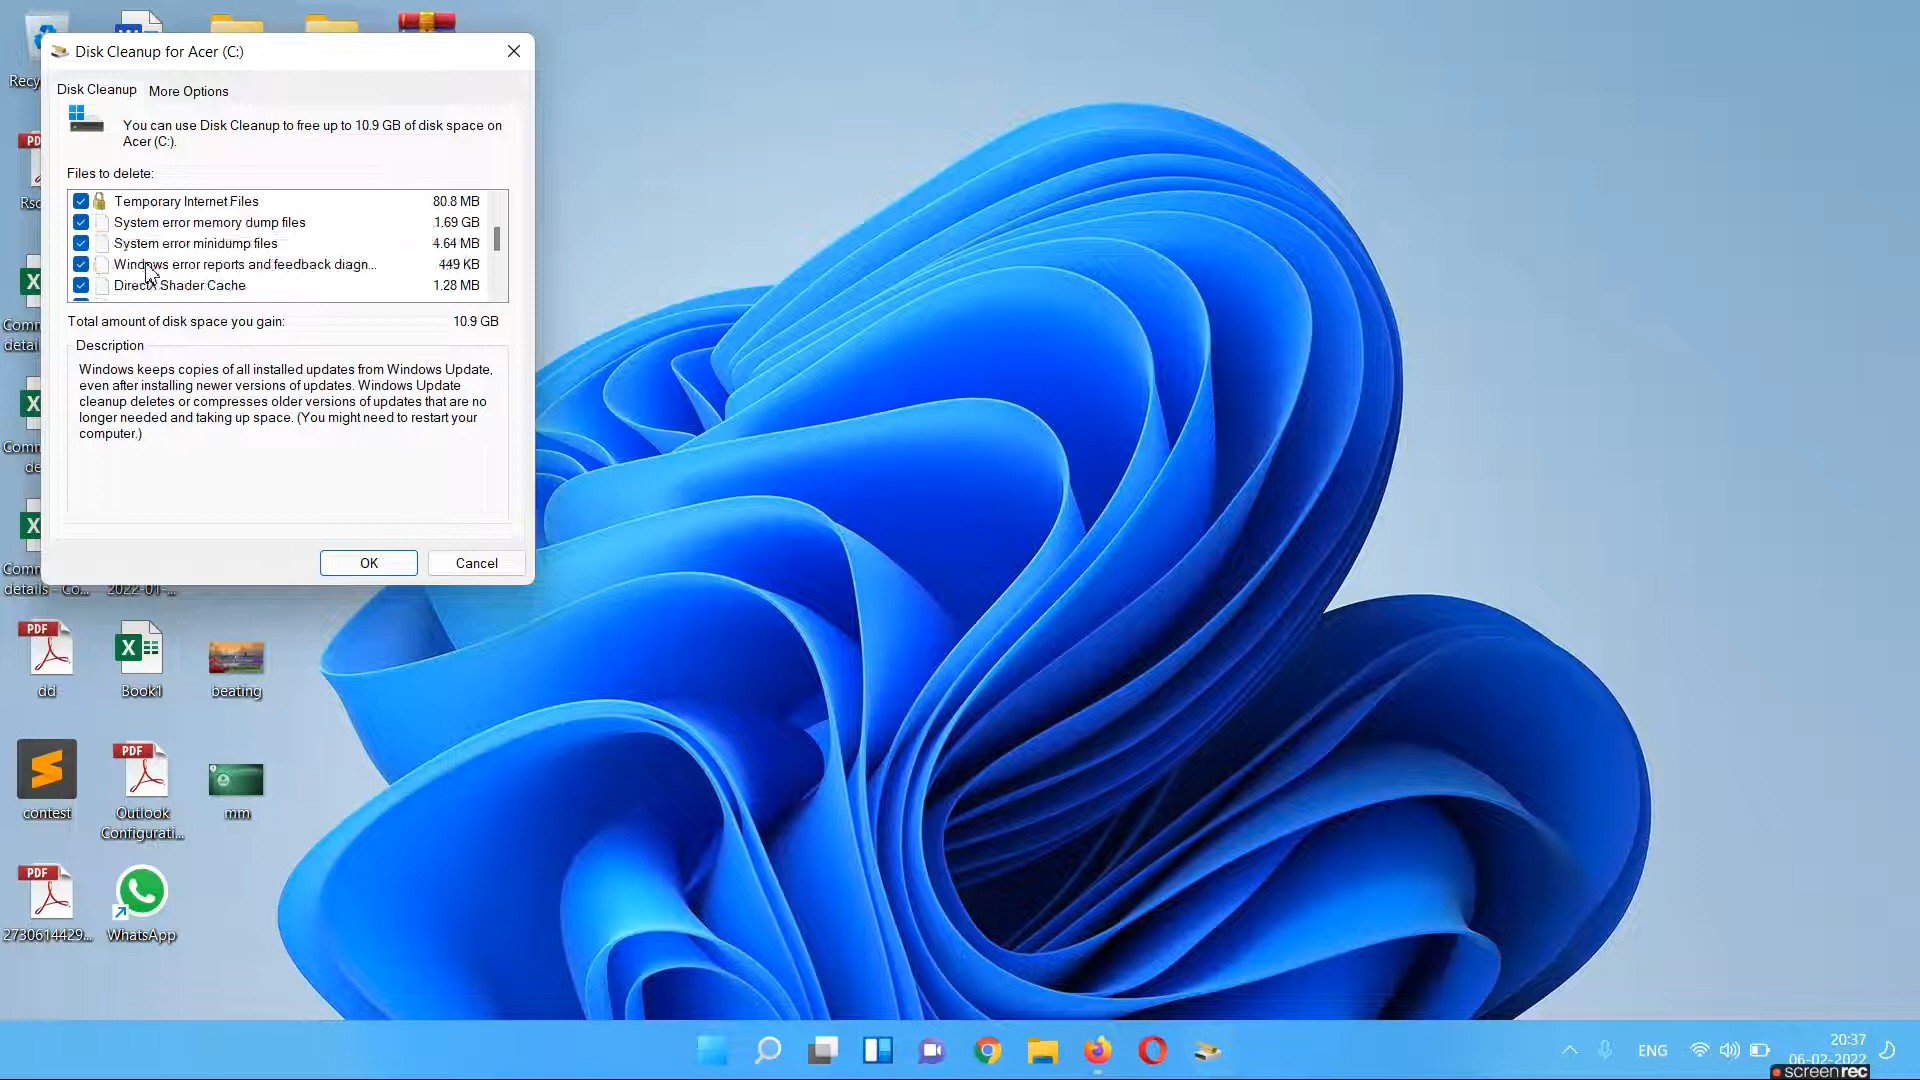 Disk Cleanup for Acer (C:)
Disk Cleanup
More Options
You can use Disk Cleanup to free up to 10.9 GB of disk space on
Acer (C:).
Files to delete:
Temporary Internet Files 80.8 MB
System error memory dump files 1.69 GB
System error minidump files 4.64 MB
Windows error reports and feedback diagn... 449 KB
DirectX Shader Cache 1.28 MB
Total amount of disk space you gain: 10.9 GB
Description
Windows keeps copies of all installed updates from Windows Update,
even after installing newer versions of updates. Windows Update
cleanup deletes or compresses older versions of updates that are no
longer needed and taking up space. (You might need to restart your
computer.)
OK
Cancel
Recy
PD
Rso
Comm
detail
Comm
de
Comm
details - Co...
2022-01-...
PDF
dd
Book1
beating
contest
PDF
Outlook
Configurati...
mm
PDF
2730614429...
WhatsApp
ENG
20:37
06-02-2022
screenrec